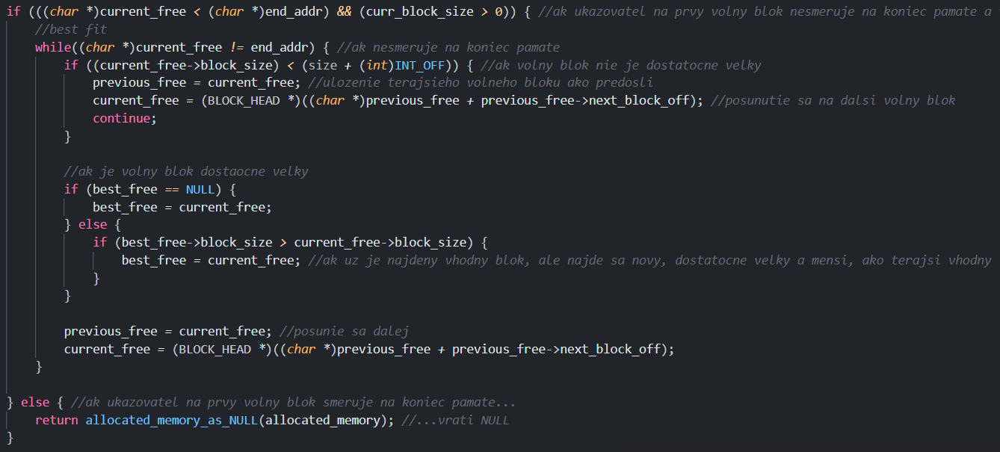 if (((char *)current_free < (char *)end_addr) && (curr_block_size > 0)) { //ak ukazovatel na prvy volny blok nesmeruje na koniec pamate a
//best fit
while((char *)current_free != end_addr) { //ak nesmeruje na koniec pamate
if ((current_free->block_size) < (size + (int)INT_OFF)) { //ak volny blok nie je dostatocne velky
previous_free = current_free; //ulozenie terajsieho volneho bloku ako predosli
current_free = (BLOCK_HEAD *)((char *)previous_free + previous_free->next_block_off); //posunutie sa na dalsi volny blok
continue;
}
//ak je volny blok dostaocne velky
if (best_free == NULL) {
best_free = current_free;
} else {
if (best_free->block_size > current_free->block_size) {
best_free = current_free; //ak uz je najdeny vhodny blok, ale najde sa novy, dostatocne velky a mensi, ako terajsi vhodny
}
}
previous_free = current_free; //posunie sa dalej
current_free = (BLOCK_HEAD *)((char *)previous_free + previous_free->next_block_off);
}
} else { //ak ukazovatel na prvy volny blok smeruje na koniec pamate...
return allocated_memory_as_NULL(allocated_memory); //...vrati NULL
}